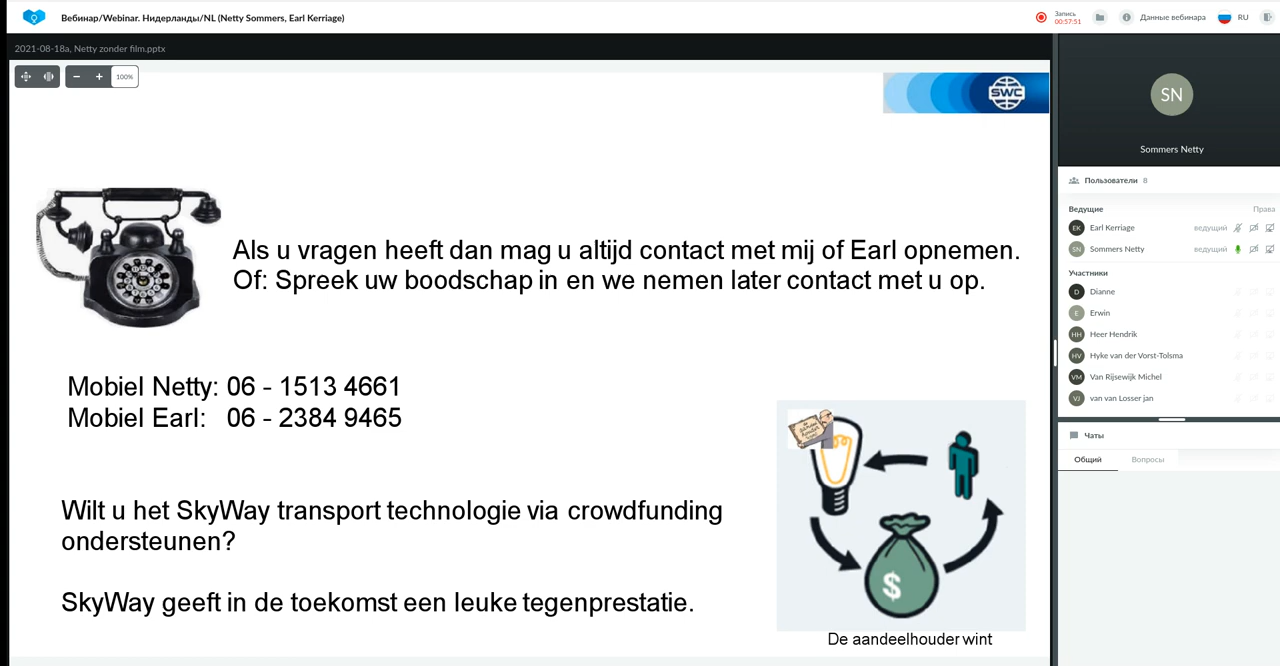 Вебинар/Webinar. Нидерланды/NL (Netty Sommers, Earl Kerriage)
Запись
00:57:51
Данные вебинара
RU
2021-08-18a, Netty zonder film.pptx
100%
SWC
SN
Sommers Netty
Als u vragen heeft dan mag u altijd contact met mij of Earl opnemen.
Of: Spreek uw boodschap in en we nemen later contact met u op.
Mobiel Netty: 06 - 1513 4661
Mobiel Earl: 06 - 2384 9465
Wilt u het SkyWay transport technologie via crowdfunding
ondersteunen?
SkyWay geeft in de toekomst een leuke tegenprestatie.
$
De aandeelhouder wint
Пользователи 8
Ведущие Права
EK Earl Kerriage ведущий
SN Sommers Netty ведущий
Участники
D Dianne
E Erwin
HH Heer Hendrik
HV Hyke van der Vorst-Tolsma
VM Van Rijsewijk Michel
VJ van van Losser jan
Чаты
Общий Вопросы